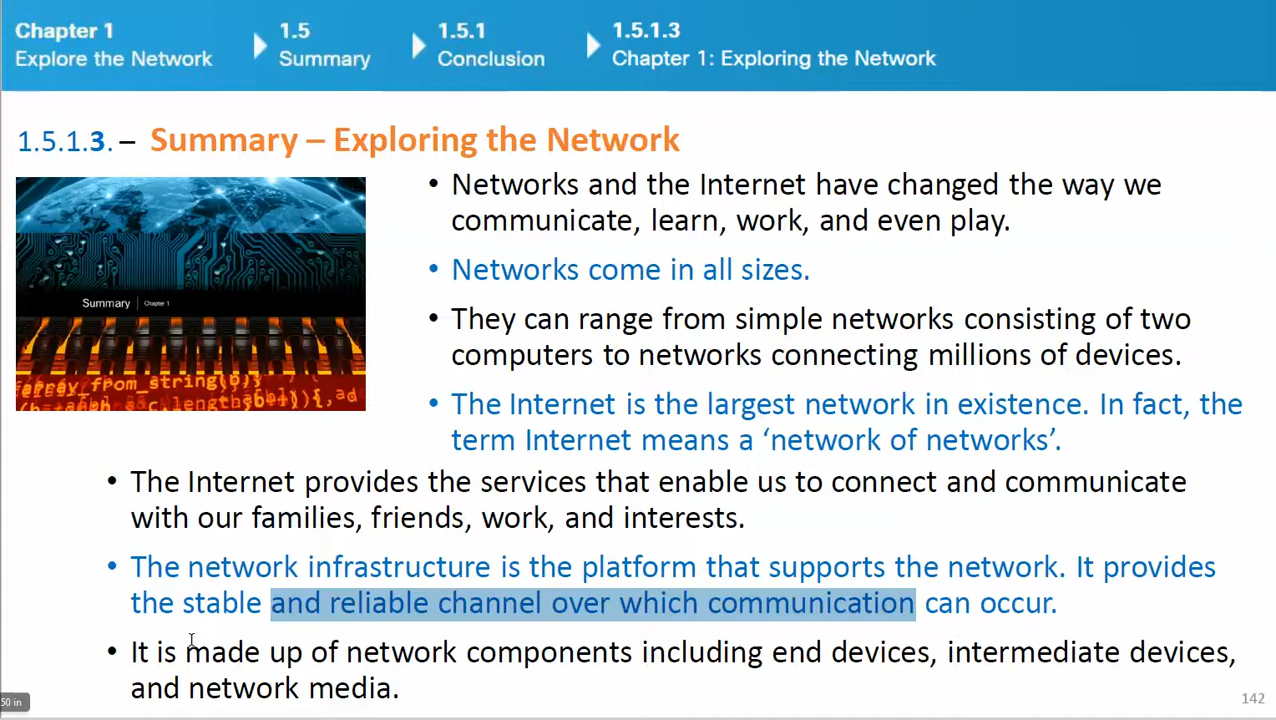 Chapter 1
Explore the Network
1.5
Summary
1.5.1
Conclusion
1.5.1.3
Chapter 1: Exploring the Network
1.5.1.3. – Summary – Exploring the Network
Summary | Chapter 1
array_from_string(b);
• Networks and the Internet have changed the way we
communicate, learn, work, and even play.
• Networks come in all sizes.
• They can range from simple networks consisting of two
computers to networks connecting millions of devices.
• The Internet is the largest network in existence. In fact, the
term Internet means a ‘network of networks’.
• The Internet provides the services that enable us to connect and communicate
with our families, friends, work, and interests.
• The network infrastructure is the platform that supports the network. It provides
the stable and reliable channel over which communication can occur.
• It is made up of network components including end devices, intermediate devices,
and network media.
50 in
142